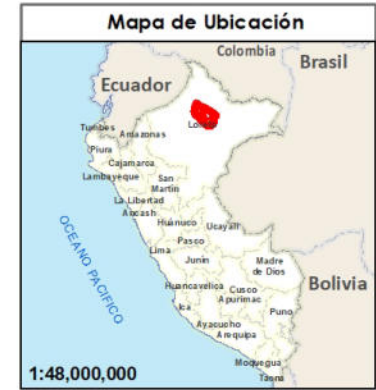 Mapa de Ubicación
Colombia
Brasil
Ecuador
Tumbes
Amazonas
Loreto
Piura
Cajamarca
Lambayeque
San
Martin
La Libertad
Ancash
Huánuco
Ucayali
Pasco
Lima
Junin
Madre
de Dios
OCEANO PACIFICO
Huancavelica
Cusco
Apurimac
Bolivia
Ica
Puno
Ayacucho
Arequipa
Moquegua
Tacna
1:48,000,000